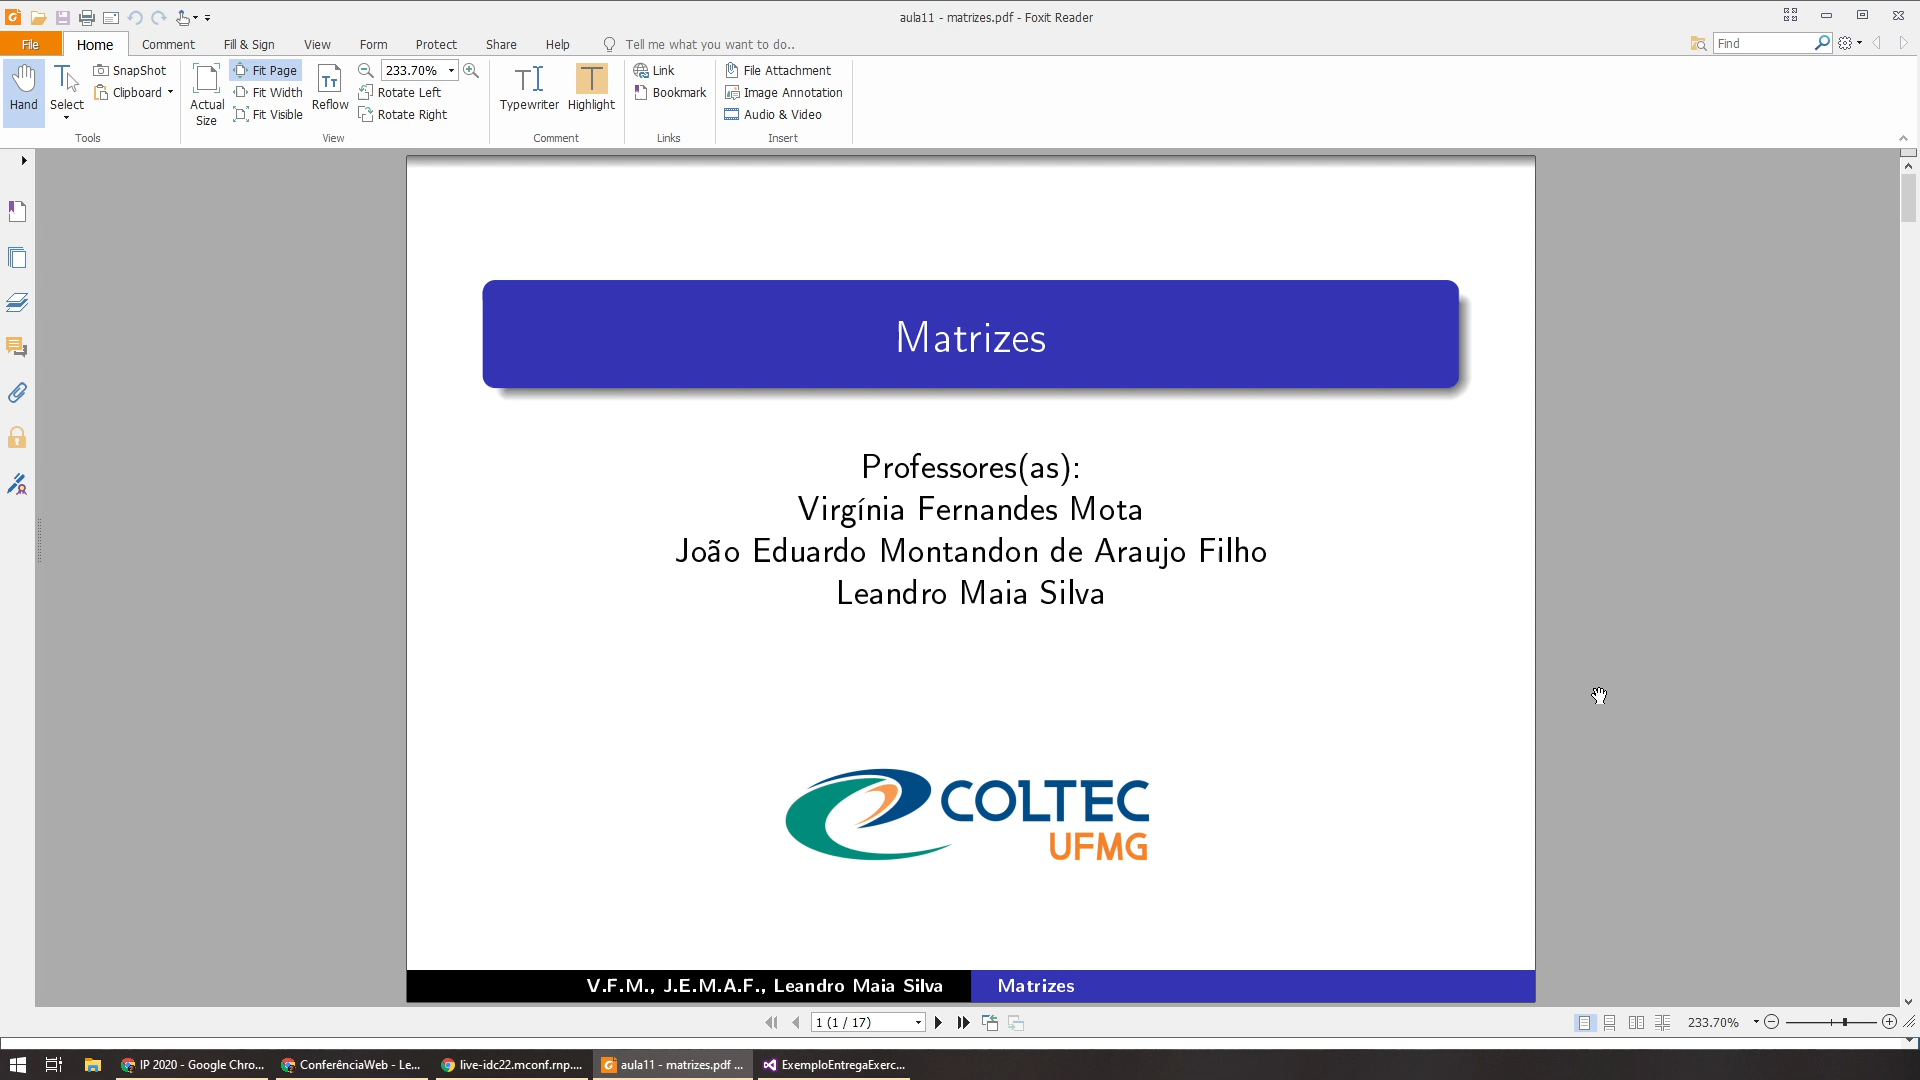 aula11 - matrizes.pdf - Foxit Reader
File Home Comment Fill & Sign View Form Protect Share Help Tell me what you want to do.. Find
Hand
Select
SnapShot
Clipboard
Tools
Actual
Size
Fit Page
Fit Width
Fit Visible
Reflow
233.70%
Rotate Left
Rotate Right
View
Typewriter
Highlight
Comment
Link
Bookmark
Links
File Attachment
Image Annotation
Audio & Video
Insert
Matrizes
Professores(as):
Virgínia Fernandes Mota
João Eduardo Montandon de Araujo Filho
Leandro Maia Silva
COLTEC
UFMG
V.F.M., J.E.M.A.F., Leandro Maia Silva Matrizes
1 (1 / 17) 233.70%
IP 2020 - Google Chro... ConferênciaWeb - Le... live-idc22.mconf.rnp.... aula11 - matrizes.pdf ... ExemploEntregaExerc...